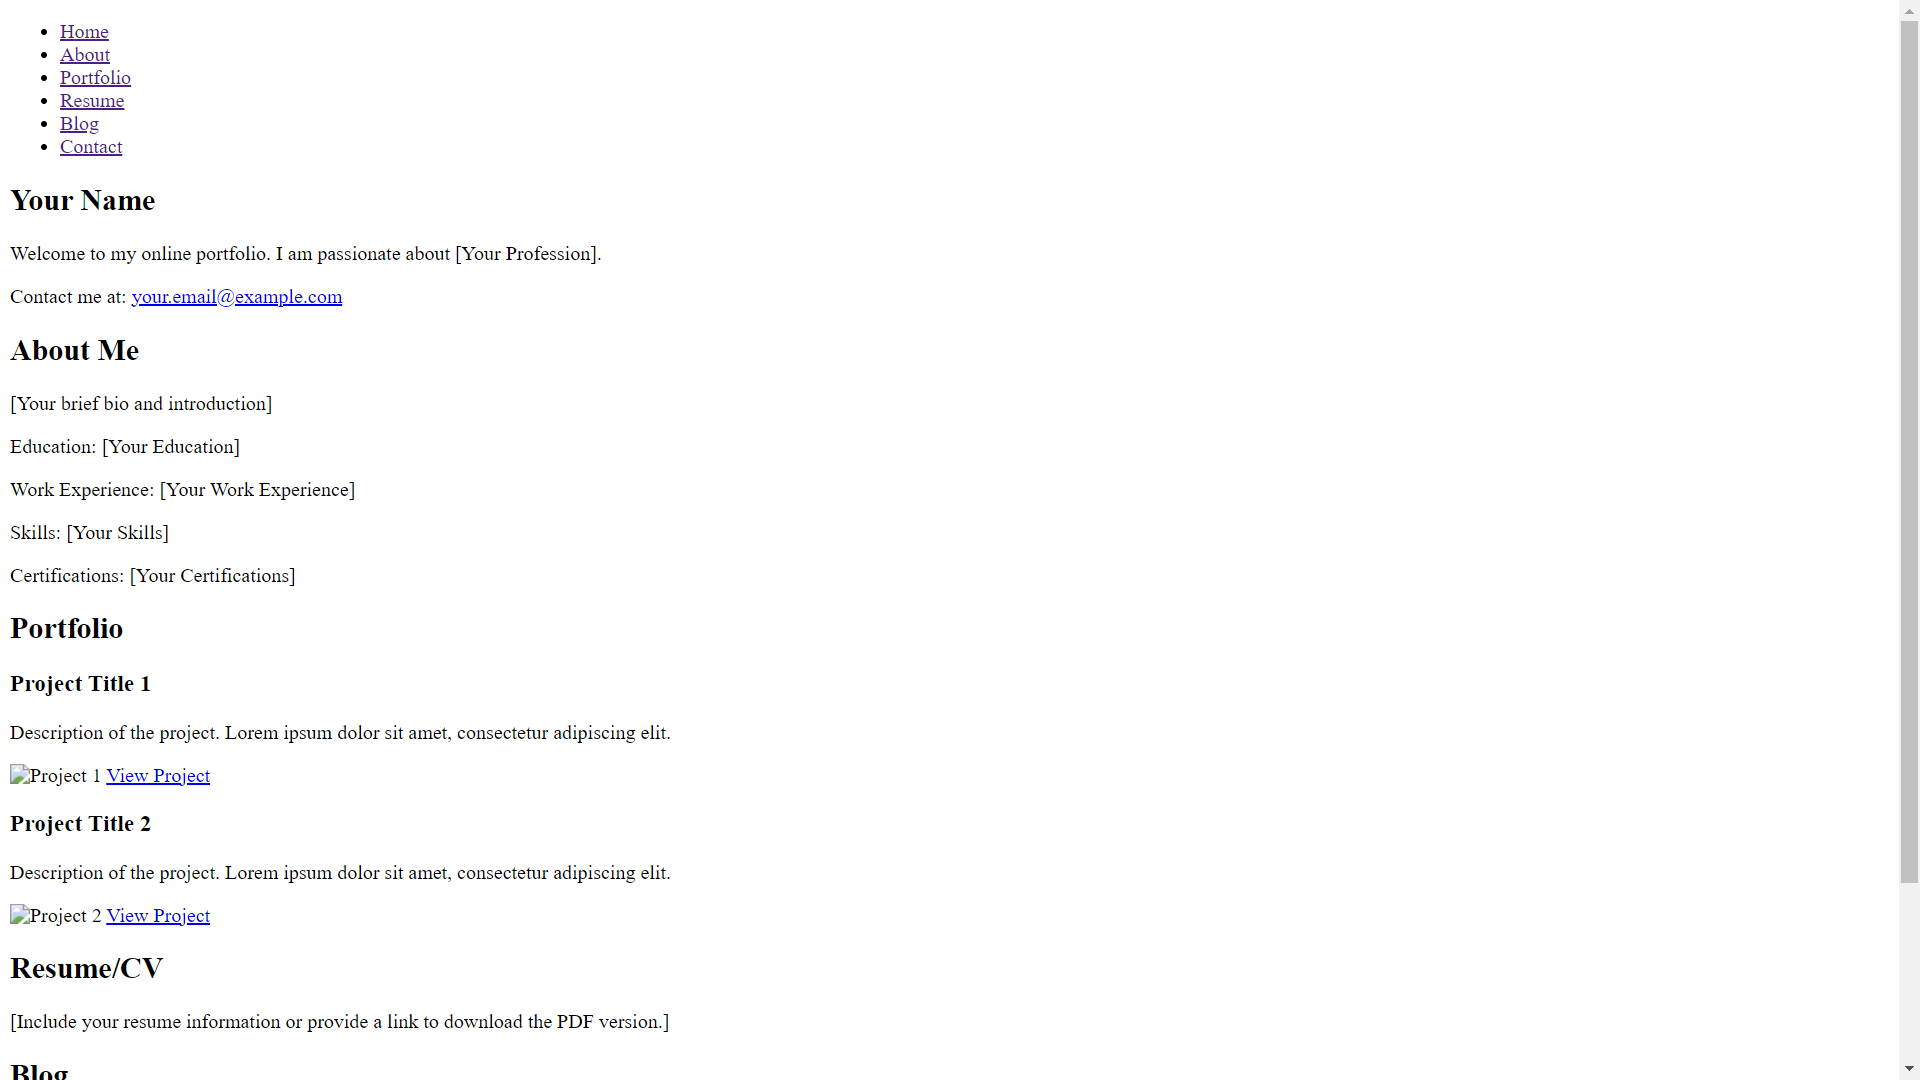 Home
About
Portfolio
Resume
Blog
Contact
Your Name
Welcome to my online portfolio. I am passionate about [Your Profession].
Contact me at: your.email@example.com
About Me
[Your brief bio and introduction]
Education: [Your Education]
Work Experience: [Your Work Experience]
Skills: [Your Skills]
Certifications: [Your Certifications]
Portfolio
Project Title 1
Description of the project. Lorem ipsum dolor sit amet, consectetur adipiscing elit.
Project 1 View Project
Project Title 2
Description of the project. Lorem ipsum dolor sit amet, consectetur adipiscing elit.
Project 2 View Project
Resume/CV
[Include your resume information or provide a link to download the PDF version.]
Blog